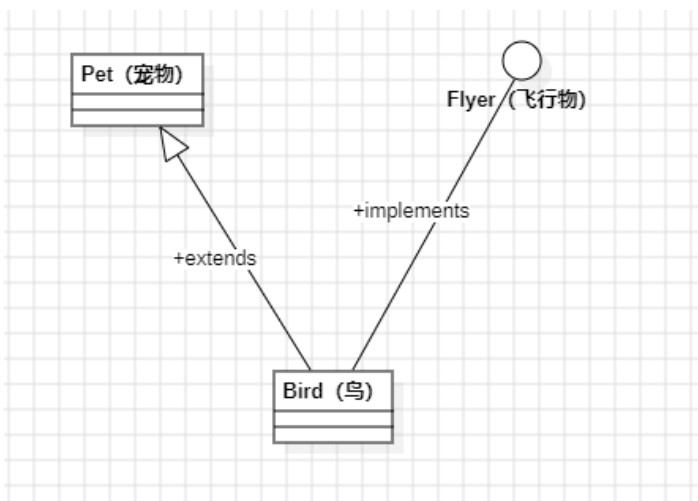 Pet（宠物）
Flyer（飞行物）
+implements
+extends
Bird（鸟）